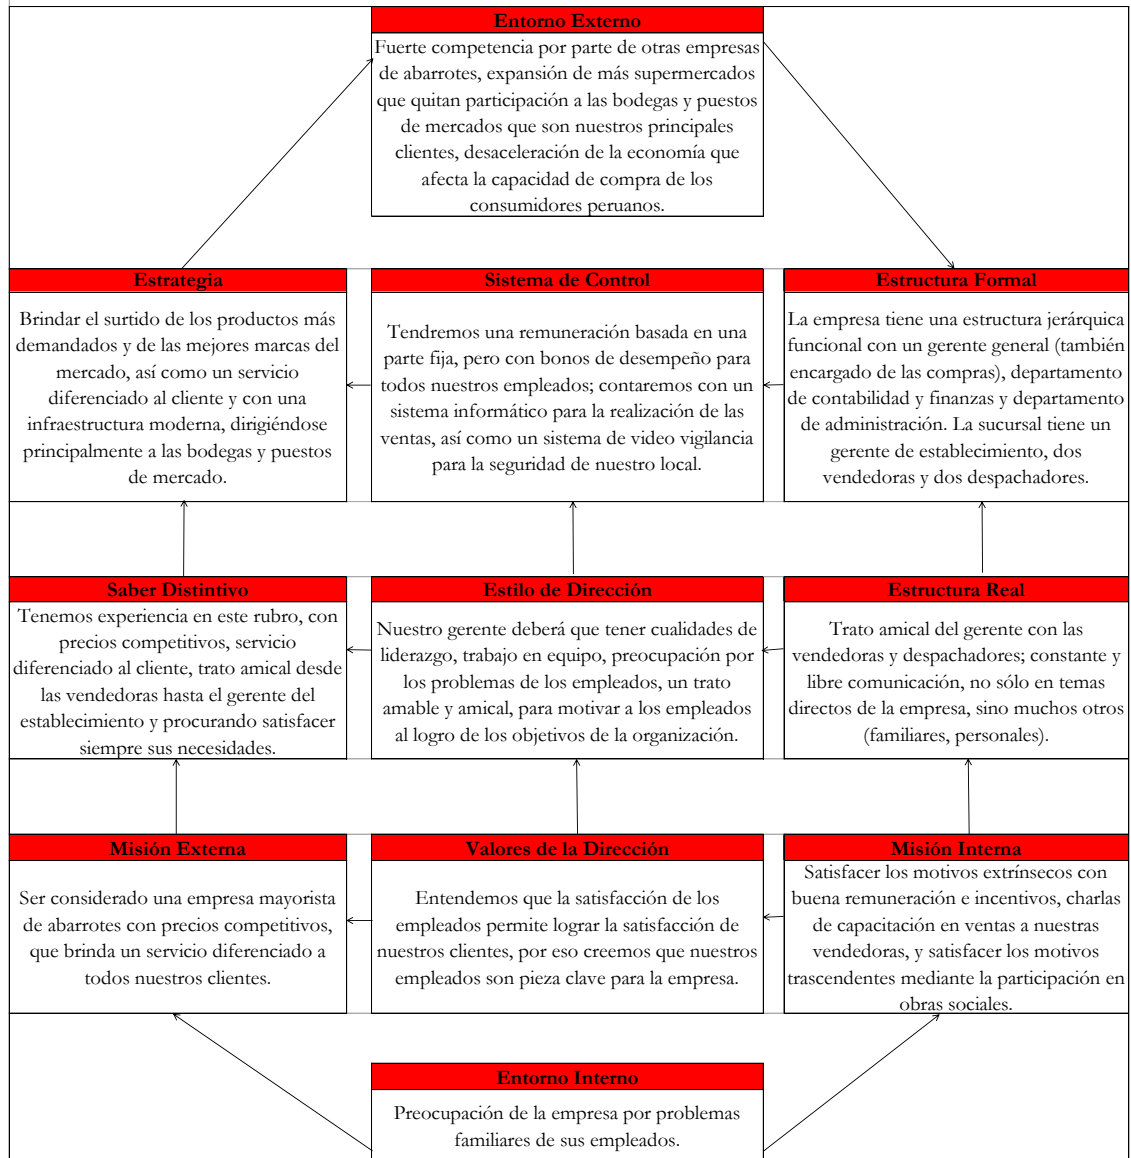 Entorno Externo
Fuerte competencia por parte de otras empresas
de abarrotes, expansión de más supermercados
que quitan participación a las bodegas y puestos
de mercados que son nuestros principales
clientes, desaceleración de la economía que
afecta la capacidad de compra de los
consumidores peruanos.
Estrategia
Brindar el surtido de los productos más
demandados y de las mejores marcas del
mercado, así como un servicio
diferenciado al cliente y con una
infraestructura moderna, dirigiéndose
principalmente a las bodegas y puestos
de mercado.
Sistema de Control
Tendremos una remuneración basada en una
parte fija, pero con bonos de desempeño para
todos nuestros empleados; contaremos con un
sistema informático para la realización de las
ventas, así como un sistema de video vigilancia
para la seguridad de nuestro local.
Estructura Formal
La empresa tiene una estructura jerárquica
funcional con un gerente general (también
encargado de las compras), departamento
de contabilidad y finanzas y departamento
de administración. La sucursal tiene un
gerente de establecimiento, dos
vendedoras y dos despachadores.
Saber Distintivo
Tenemos experiencia en este rubro, con
precios competitivos, servicio
diferenciado al cliente, trato amical desde
las vendedoras hasta el gerente del
establecimiento y procurando satisfacer
siempre sus necesidades.
Estilo de Dirección
Nuestro gerente deberá que tener cualidades de
liderazgo, trabajo en equipo, preocupación por
los problemas de los empleados, un trato
amable y amical, para motivar a los empleados
al logro de los objetivos de la organización.
Estructura Real
Trato amical del gerente con las
vendedoras y despachadores; constante y
libre comunicación, no sólo en temas
directos de la empresa, sino muchos otros
(familiares, personales).
Misión Externa
Ser considerado una empresa mayorista
de abarrotes con precios competitivos,
que brinda un servicio diferenciado a
todos nuestros clientes.
Valores de la Dirección
Entendemos que la satisfacción de los
empleados permite lograr la satisfacción de
nuestros clientes, por eso creemos que nuestros
empleados son pieza clave para la empresa.
Misión Interna
Satisfacer los motivos extrínsecos con
buena remuneración e incentivos, charlas
de capacitación en ventas a nuestras
vendedoras, y satisfacer los motivos
trascendentes mediante la participación en
obras sociales.
Entorno Interno
Preocupación de la empresa por problemas
familiares de sus empleados.